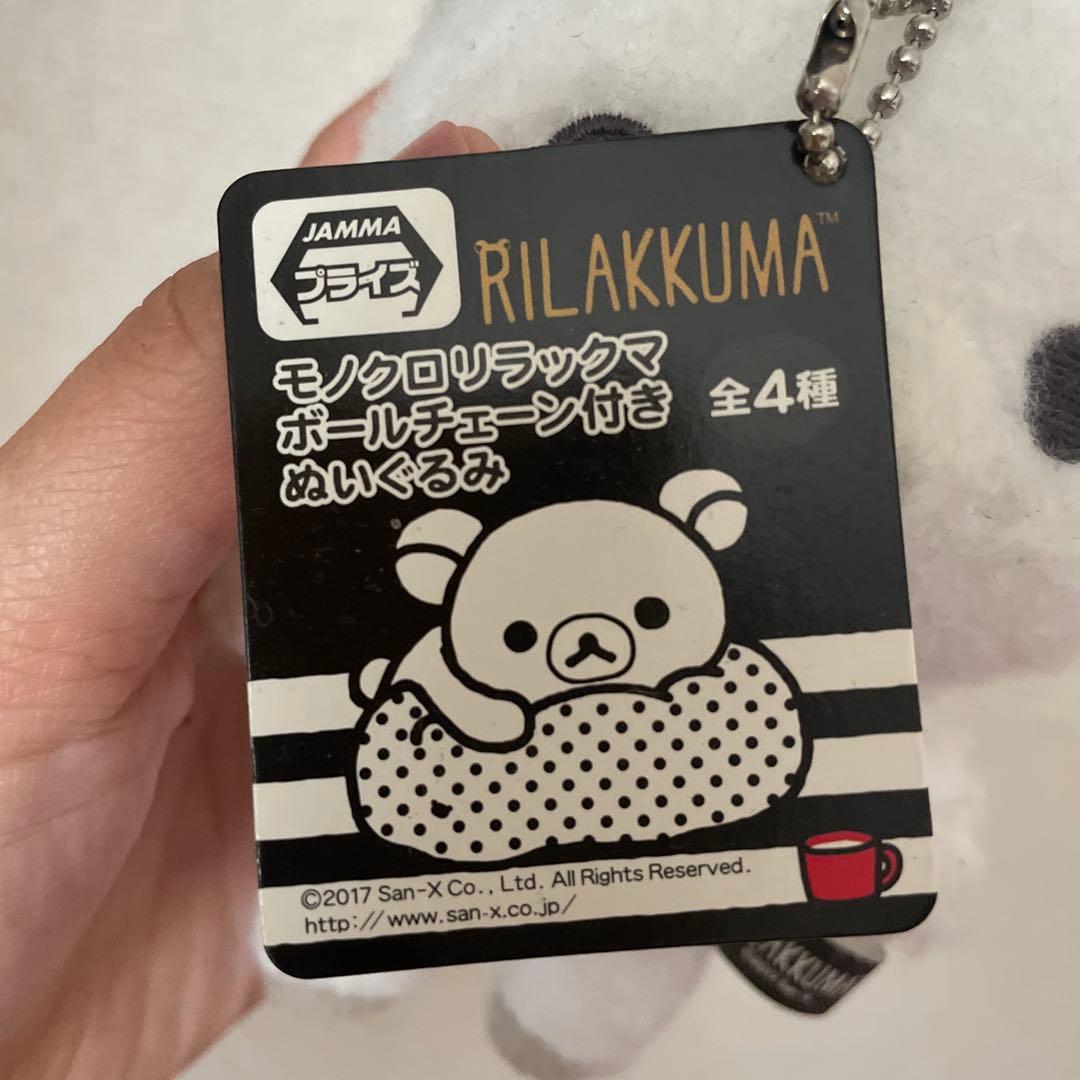 JAMMA
プライズ
RILAKKUMA™
モノクロリラックマ
ボールチェーン付き
ぬいぐるみ
全4種
©2017 San-X Co., Ltd. All Rights Reserved.
http://www.san-x.co.jp/
AKKUMA